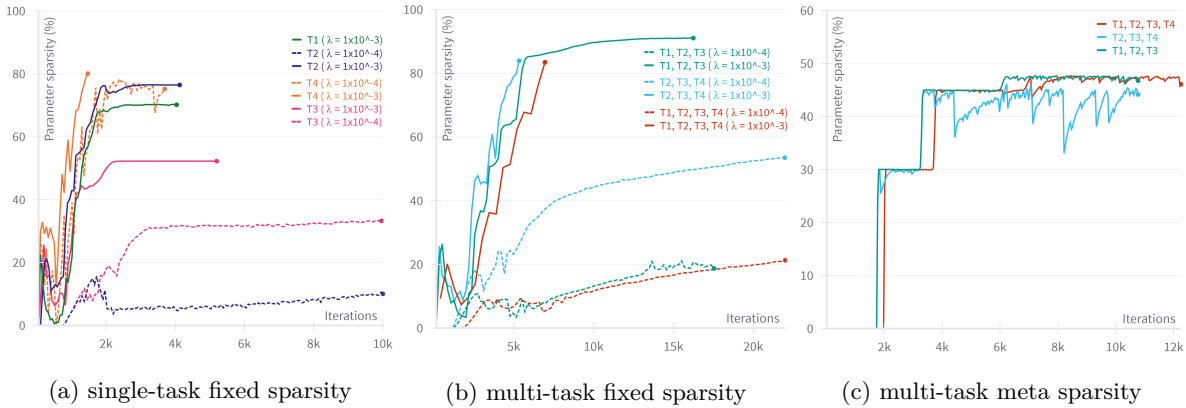 Parameter sparsity (%)
100
80
60
40
20
0
T1 ( λ = 1x10^-3)
T2 ( λ = 1x10^-4)
T2 ( λ = 1x10^-3)
T4 ( λ = 1x10^-4)
T4 ( λ = 1x10^-3)
T3 ( λ = 1x10^-3)
T3 ( λ = 1x10^-4)
Iterations
2k 4k 6k 8k 10k
(a) single-task fixed sparsity
Parameter sparsity (%)
100
80
60
40
20
0
T1, T2, T3 ( λ = 1x10^-4)
T1, T2, T3 ( λ = 1x10^-3)
T2, T3, T4 ( λ = 1x10^-4)
T2, T3, T4 ( λ = 1x10^-3)
T1, T2, T3, T4 ( λ = 1x10^-4)
T1, T2, T3, T4 ( λ = 1x10^-3)
Iterations
5k 10k 15k 20k
(b) multi-task fixed sparsity
Parameter sparsity (%)
60
50
40
30
20
10
0
T1, T2, T3, T4
T2, T3, T4
T1, T2, T3
Iterations
2k 4k 6k 8k 10k 12k
(c) multi-task meta sparsity